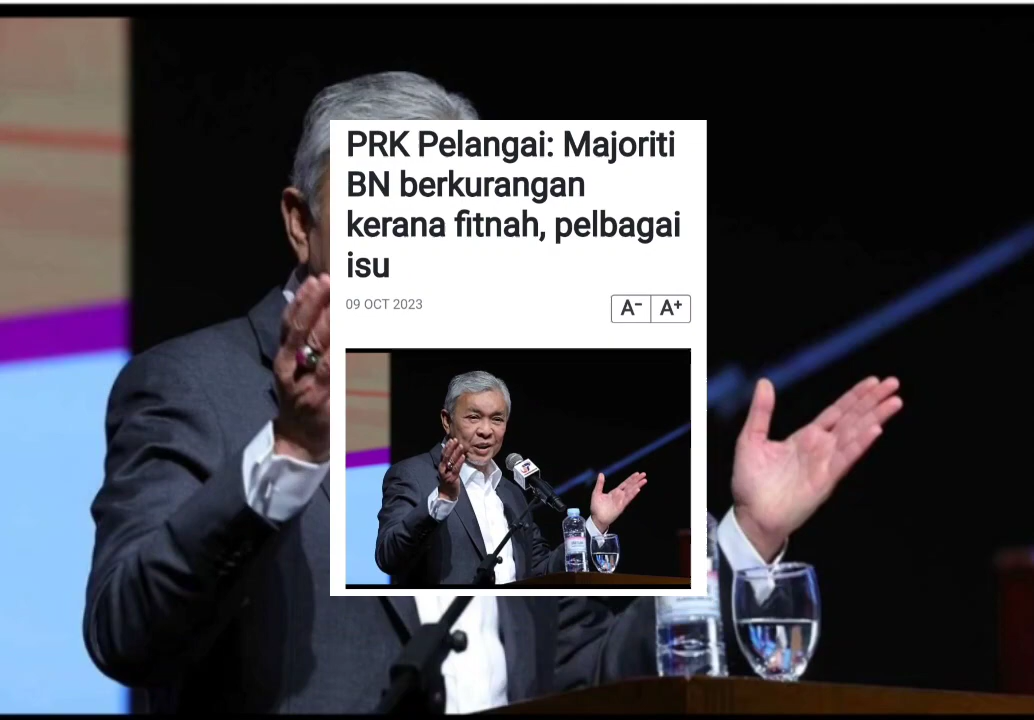 PRK Pelangai: Majoriti
BN berkurangan
kerana fitnah, pelbagai
isu
09 OCT 2023
A- A+